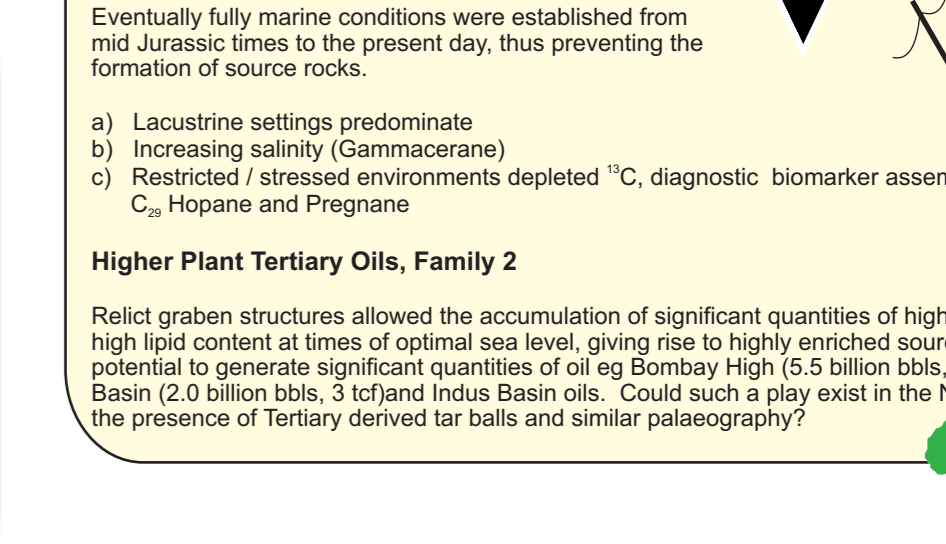 Eventually fully marine conditions were established from
mid Jurassic times to the present day, thus preventing the
formation of source rocks.
a) Lacustrine settings predominate
b) Increasing salinity (Gammacerane)
c) Restricted / stressed environments depleted ¹³C, diagnostic biomarker assem
C₂₉ Hopane and Pregnane
Higher Plant Tertiary Oils, Family 2
Relict graben structures allowed the accumulation of significant quantities of high
high lipid content at times of optimal sea level, giving rise to highly enriched sour
potential to generate significant quantities of oil eg Bombay High (5.5 billion bbls,
Basin (2.0 billion bbls, 3 tcf)and Indus Basin oils. Could such a play exist in the N
the presence of Tertiary derived tar balls and similar palaeography?